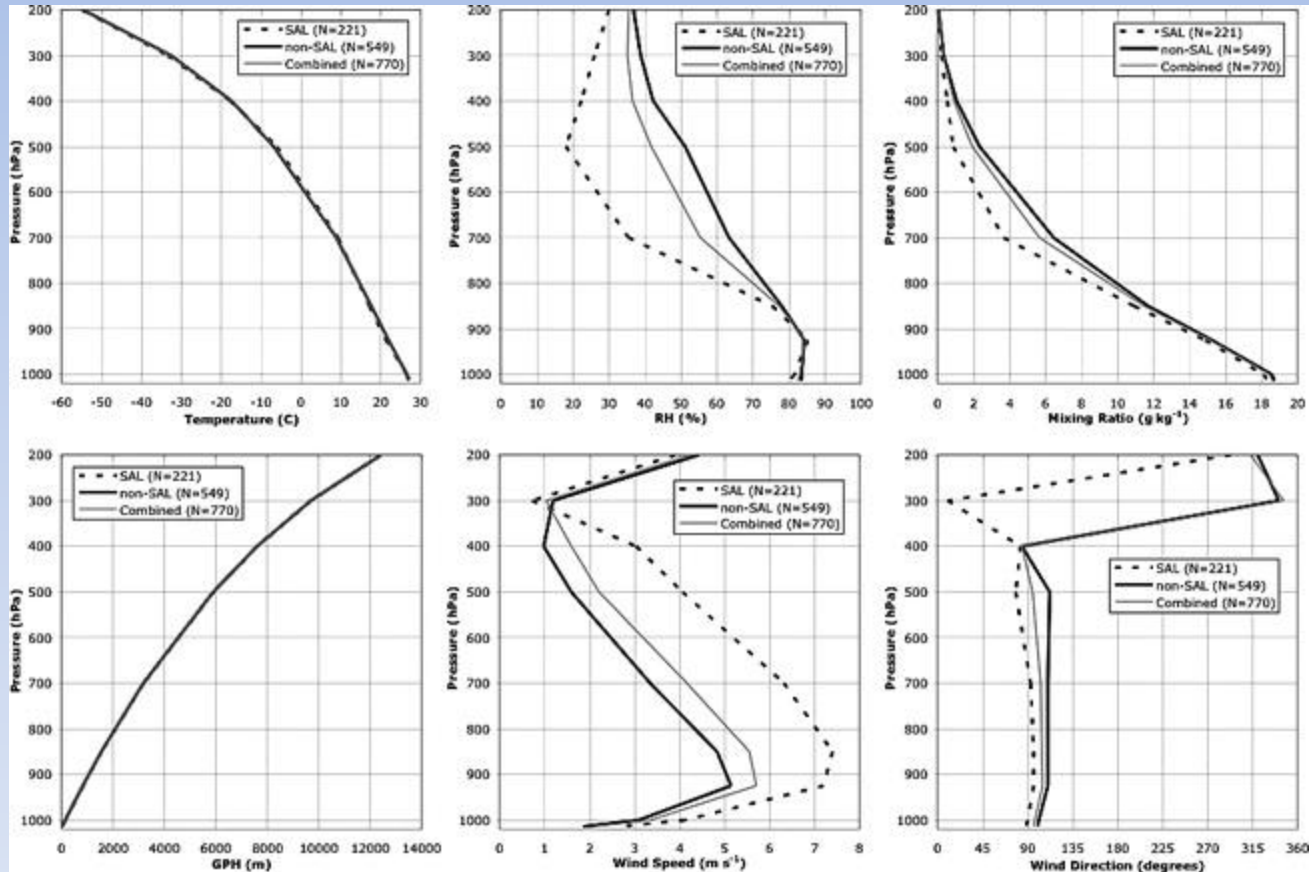 200
300
400
500
600
700
800
900
1000
Pressure (hPa)
SAL (N=221)
non-SAL (N=549)
Combined (N=770)
-60 -50 -40 -30 -20 -10 0 10 20 30
Temperature (C)
200
300
400
500
600
700
800
900
1000
Pressure (hPa)
SAL (N=221)
non-SAL (N=549)
Combined (N=770)
0 10 20 30 40 50 60 70 80 90 100
RH (%)
200
300
400
500
600
700
800
900
1000
Pressure (hPa)
SAL (N=221)
non-SAL (N=549)
Combined (N=770)
0 2 4 6 8 10 12 14 16 18 20
Mixing Ratio (g kg⁻¹)
200
300
400
500
600
700
800
900
1000
Pressure (hPa)
SAL (N=221)
non-SAL (N=549)
Combined (N=770)
0 2000 4000 6000 8000 10000 12000 14000
GPH (m)
200
300
400
500
600
700
800
900
1000
Pressure (hPa)
SAL (N=221)
non-SAL (N=549)
Combined (N=770)
0 1 2 3 4 5 6 7 8
Wind Speed (m s⁻¹)
200
300
400
500
600
700
800
900
1000
Pressure (hPa)
SAL (N=221)
non-SAL (N=549)
Combined (N=770)
0 45 90 135 180 225 270 315 360
Wind Direction (degrees)